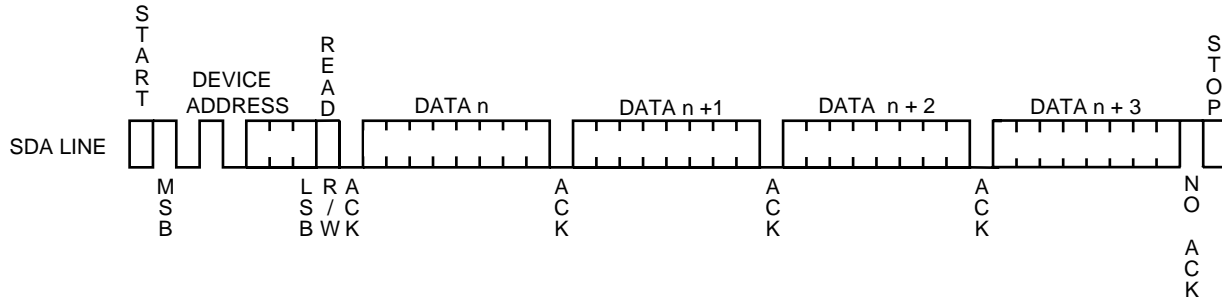 START
DEVICE
ADDRESS
READ
DATA n
DATA n +1
DATA n + 2
DATA n + 3
STOP
SDA LINE
MSB
LSB
R/W
ACK
ACK
ACK
ACK
NO ACK